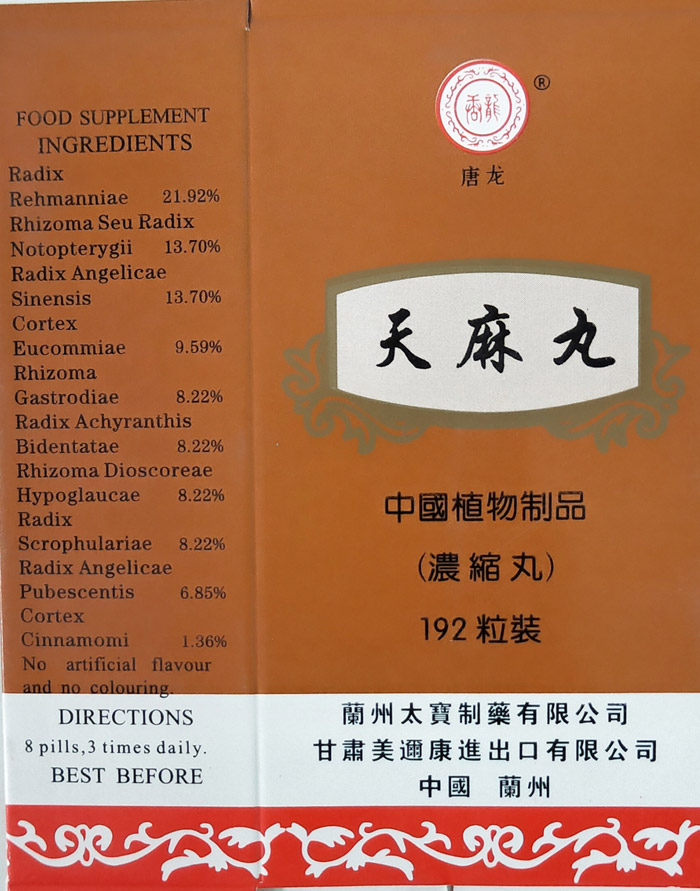 FOOD SUPPLEMENT
INGREDIENTS
Radix
Rehmanniae 21.92%
Rhizoma Seu Radix
Notopterygii 13.70%
Radix Angelicae
Sinensis 13.70%
Cortex
Eucommiae 9.59%
Rhizoma
Gastrodiae 8.22%
Radix Achyranthis
Bidentatae 8.22%
Rhizoma Dioscoreae
Hypoglaucae 8.22%
Radix
Scrophulariae 8.22%
Radix Angelicae
Pubescentis 6.85%
Cortex
Cinnamomi 1.36%
No artificial flavour
and no colouring.
DIRECTIONS
8 pills,3 times daily.
BEST BEFORE
®
唐龙
天麻丸
中國植物制品
(濃縮丸)
192粒裝
蘭州太寶制藥有限公司
甘肅美邇康進出口有限公司
中國 蘭州